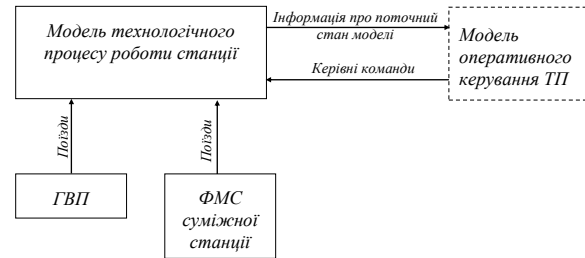 Модель технологічного
процесу роботи станції
Інформація про поточний
стан моделі
Керівні команди
Модель
оперативного
керування ТП
Поїзди
Поїзди
ГВП
ФМС
суміжної
станції